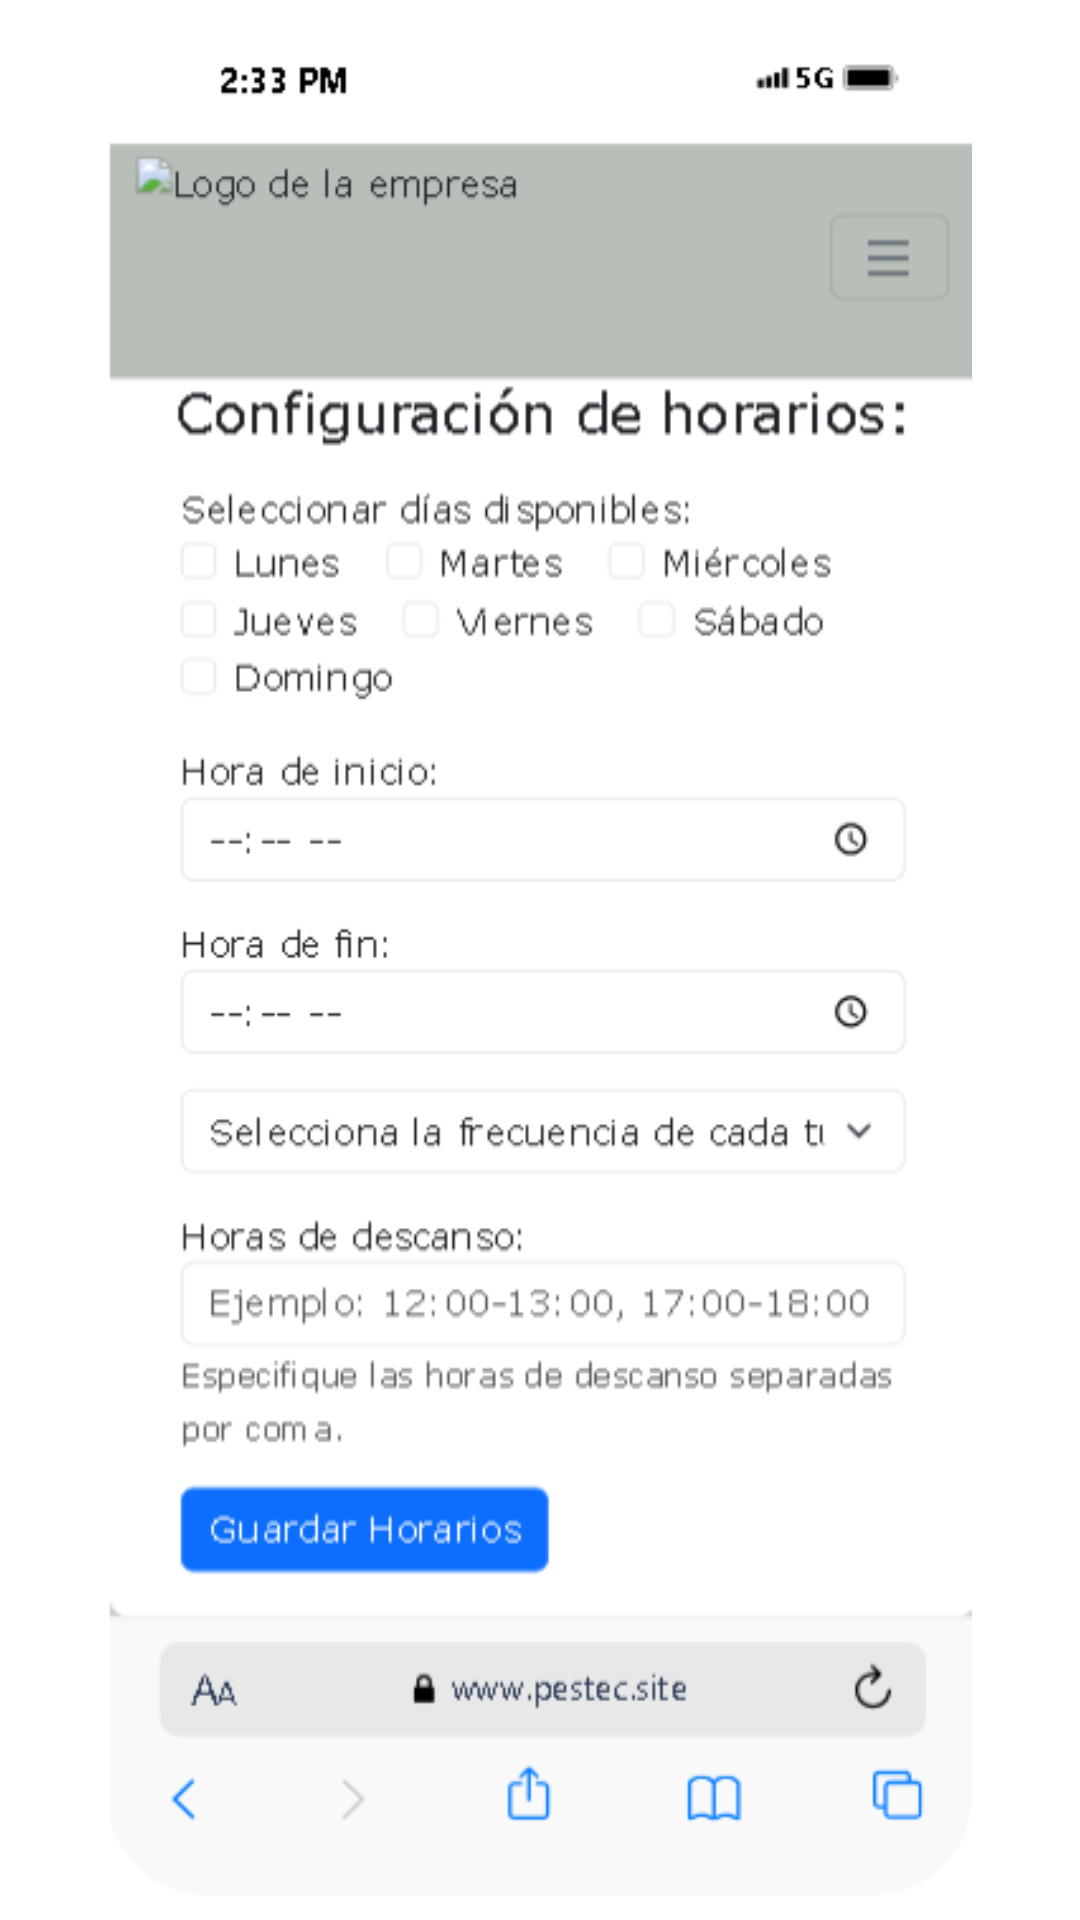 2:33 PM
5G
Logo de la empresa
Configuración de horarios:
Seleccionar días disponibles:
Lunes Martes Miércoles
Jueves Viernes Sábado
Domingo
Hora de inicio:
--:-- --
Hora de fin:
--:-- --
Selecciona la frecuencia de cada tu
Horas de descanso:
Ejemplo: 12:00-13:00, 17:00-18:00
Especifique las horas de descanso separadas
por coma.
Guardar Horarios
AA www.pestec.site